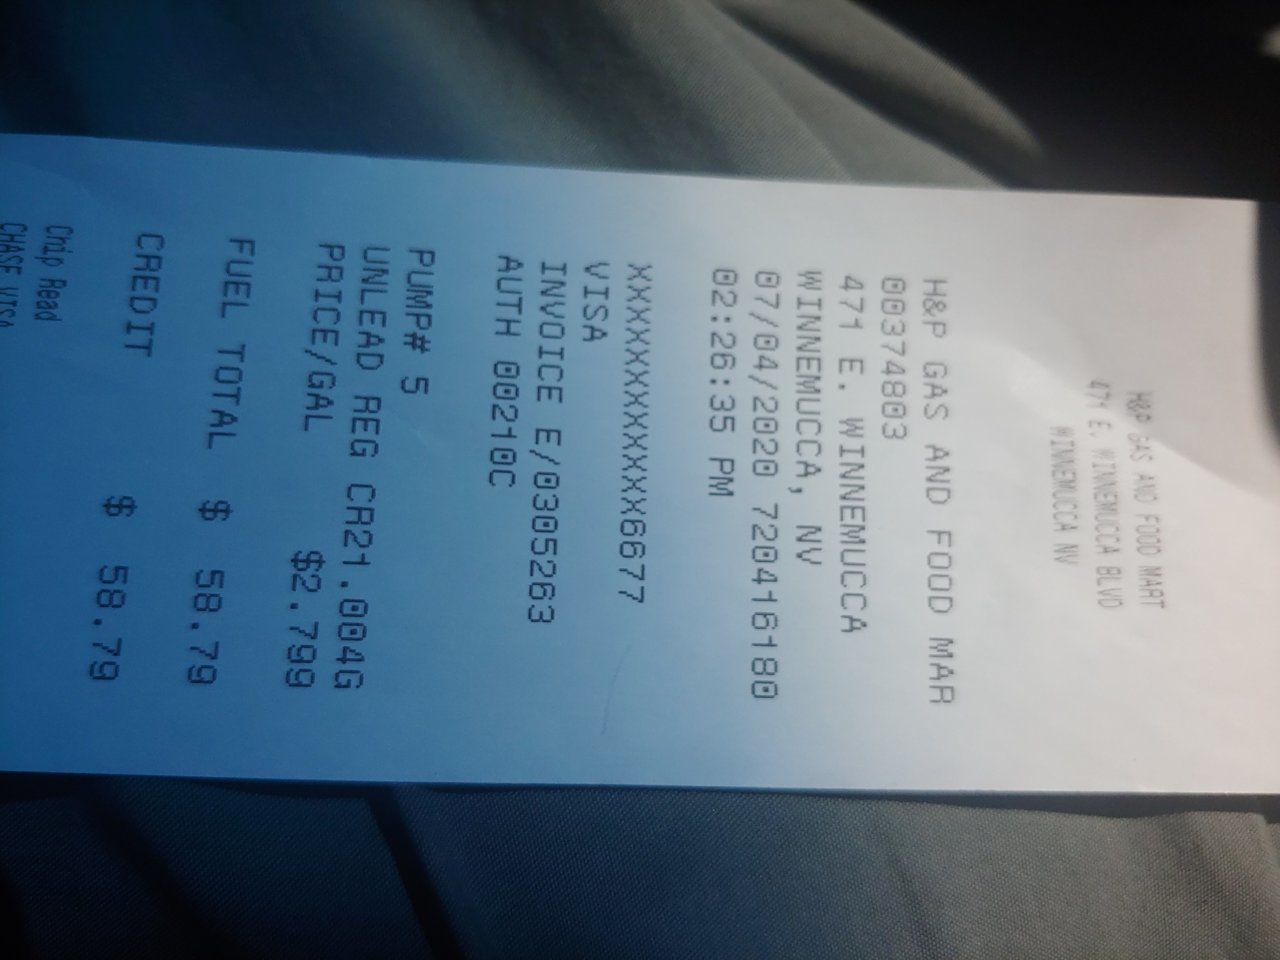 H&P GAS AND FOOD MART
471 E. WINNEMUCCA BLVD
WINNEMUCCA NV
H&P GAS AND FOOD MAR
00374803
471 E. WINNEMUCCA
WINNEMUCCA, NV
07/04/2020 720416180
02:26:35 PM
XXXXXXXXXXXX6677
VISA
INVOICE E/0305263
AUTH 00210C
PUMP# 5
UNLEAD REG CR21.004G
PRICE/GAL $2.799
FUEL TOTAL $ 58.79
CREDIT $ 58.79
Chip Read
CHASE VISA